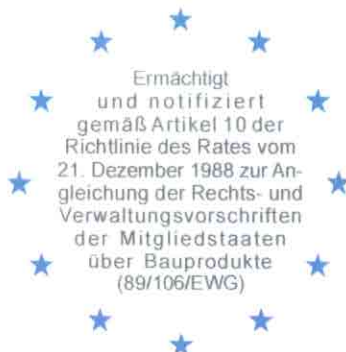 Ermächtigt
und notifiziert
gemäß Artikel 10 der
Richtlinie des Rates vom
21. Dezember 1988 zur An-
gleichung der Rechts- und
Verwaltungsvorschriften
der Mitgliedstaaten
über Bauprodukte
(89/106/EWG)